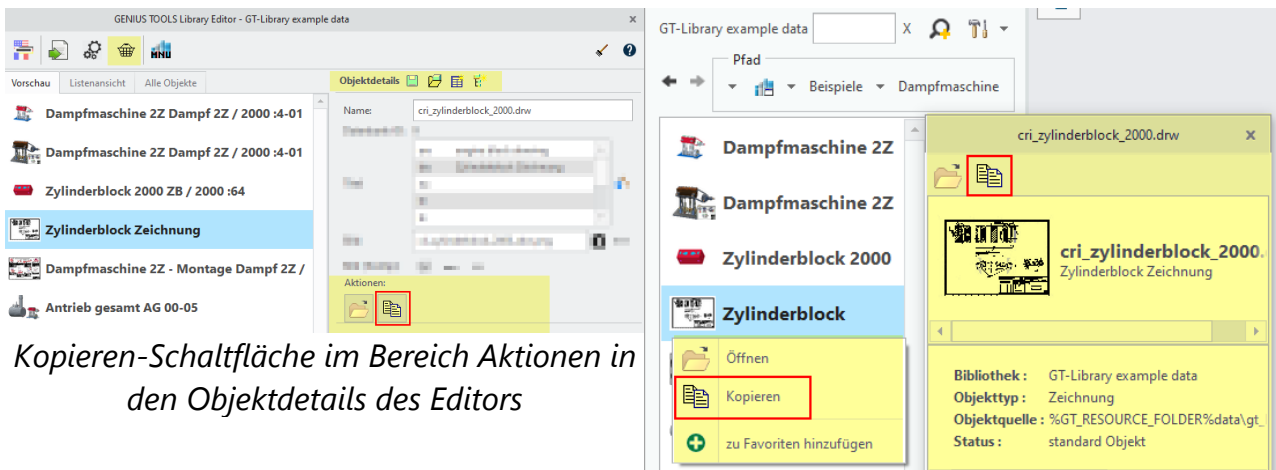 GENIUS TOOLS Library Editor - GT-Library example data
x
MNU
?
Vorschau Listenansicht Alle Objekte
Dampfmaschine 2Z Dampf 2Z / 2000 :4-01
Dampfmaschine 2Z Dampf 2Z / 2000 :4-01
Zylinderblock 2000 ZB / 2000 :64
Zylinderblock Zeichnung
Dampfmaschine 2Z - Montage Dampf 2Z /
Antrieb gesamt AG 00-05
Objektdetails
Name: cri_zylinderblock_2000.drw
Aktionen:
Kopieren-Schaltfläche im Bereich Aktionen in
den Objektdetails des Editors
GT-Library example data X
Pfad
Beispiele Dampfmaschine
Dampfmaschine 2Z
Dampfmaschine 2Z
Zylinderblock 2000
Zylinderblock
Öffnen
Kopieren
zu Favoriten hinzufügen
cri_zylinderblock_2000.drw x
cri_zylinderblock_2000.
Zylinderblock Zeichnung
Bibliothek : GT-Library example data
Objekttyp : Zeichnung
Objektquelle : %GT_RESOURCE_FOLDER%data\gt_
Status : standard Objekt